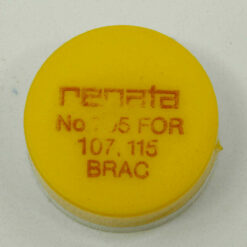 renata
No FOR
107, 115
BRAC